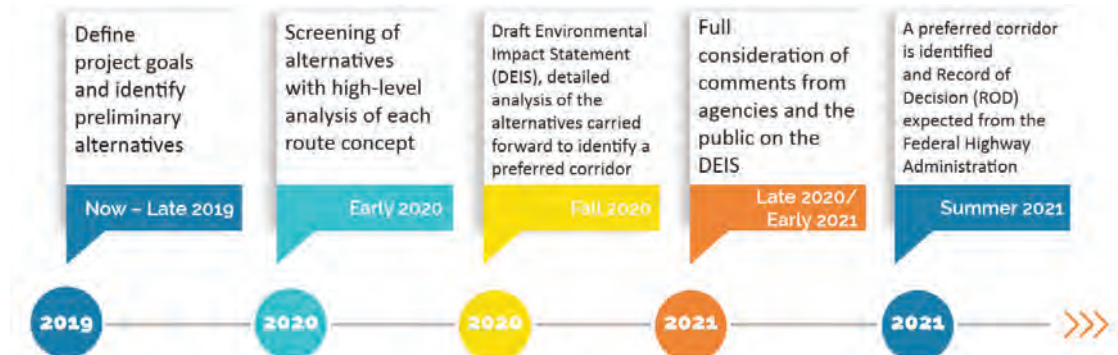 Define
project goals
and identify
preliminary
alternatives
Now – Late 2019
2019
Screening of
alternatives
with high-level
analysis of each
route concept
Early 2020
2020
Draft Environmental
Impact Statement
(DEIS), detailed
analysis of the
alternatives carried
forward to identify a
preferred corridor
Fall 2020
2020
Full
consideration of
comments from
agencies and the
public on the
DEIS
Late 2020/
Early 2021
2021
A preferred corridor
is identified
and Record of
Decision (ROD)
expected from the
Federal Highway
Administration
Summer 2021
2021